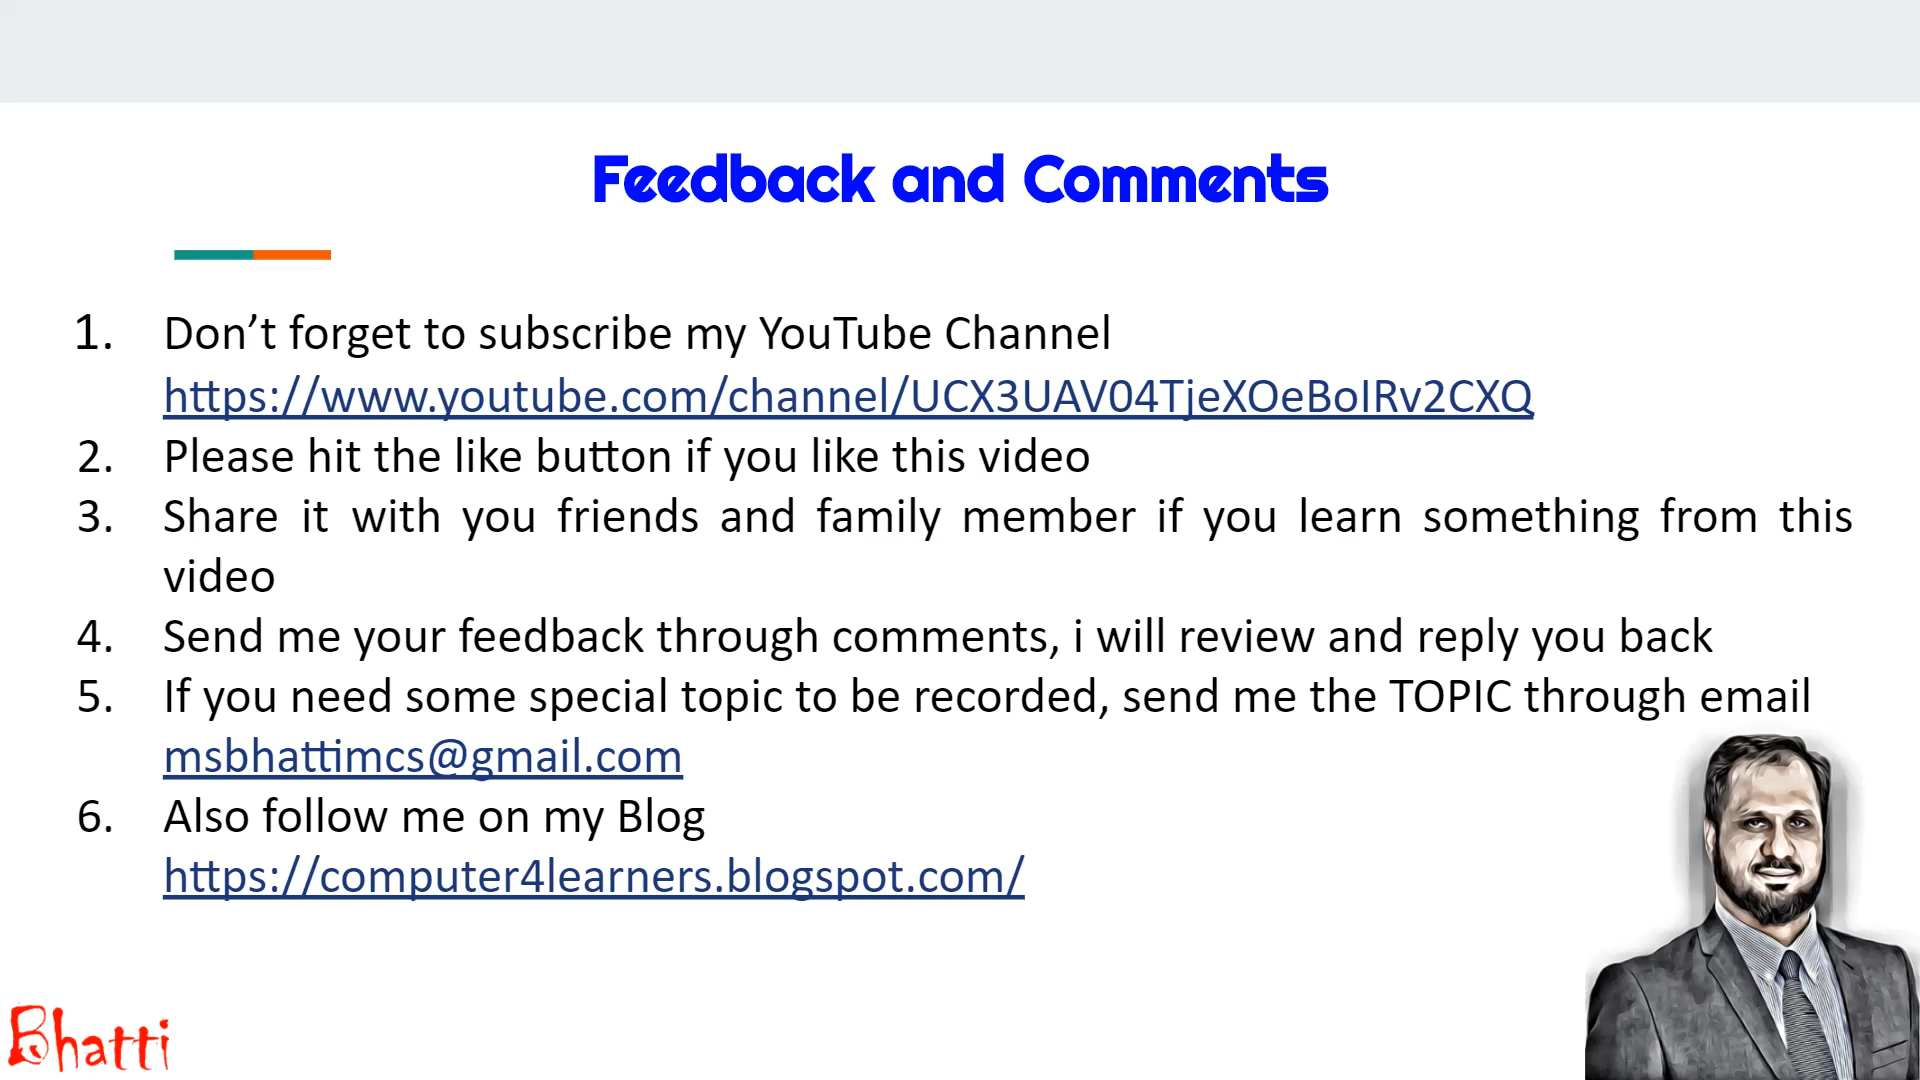 Feedback and Comments
1. Don’t forget to subscribe my YouTube Channel
https://www.youtube.com/channel/UCX3UAV04TjeXOeBoIRv2CXQ
2. Please hit the like button if you like this video
3. Share it with you friends and family member if you learn something from this
video
4. Send me your feedback through comments, i will review and reply you back
5. If you need some special topic to be recorded, send me the TOPIC through email
msbhattimcs@gmail.com
6. Also follow me on my Blog
https://computer4learners.blogspot.com/
Bhatti